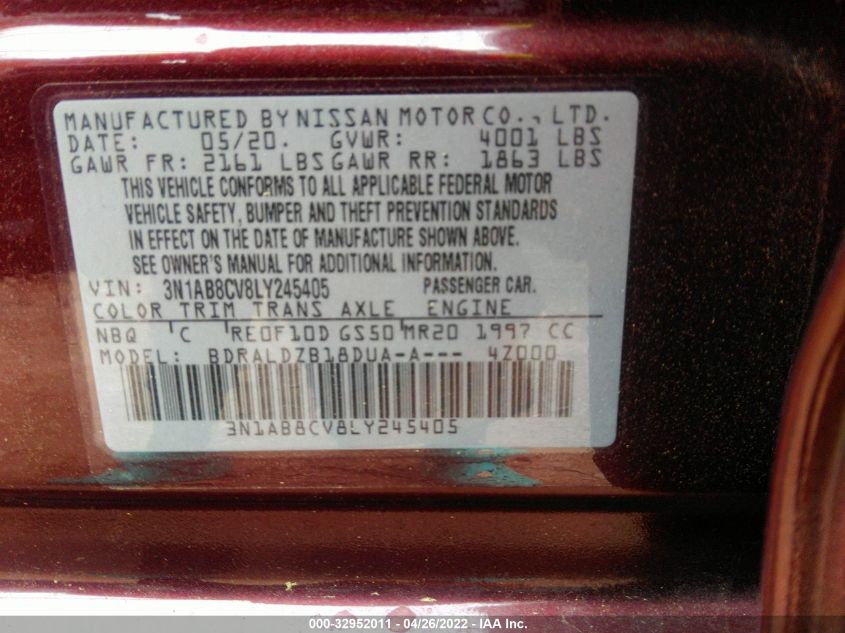 MANUFACTURED BY NISSAN MOTOR CO., LTD.
DATE: 05/20. GVWR: 4001 LBS
GAWR FR: 2161 LBS GAWR RR: 1863 LBS
THIS VEHICLE CONFORMS TO ALL APPLICABLE FEDERAL MOTOR
VEHICLE SAFETY, BUMPER AND THEFT PREVENTION STANDARDS
IN EFFECT ON THE DATE OF MANUFACTURE SHOWN ABOVE.
SEE OWNER'S MANUAL FOR ADDITIONAL INFORMATION.
VIN: 3N1AB8CV8LY245405 PASSENGER CAR.
COLOR TRIM TRANS AXLE ENGINE
NBQ C RE0F10D GS50 MR20 1997 CC
MODEL: BDRALDZB18DUA-A--- 4Z000
3N1AB8CV8LY245405
000-32952011 - 04/26/2022 - IAA Inc.